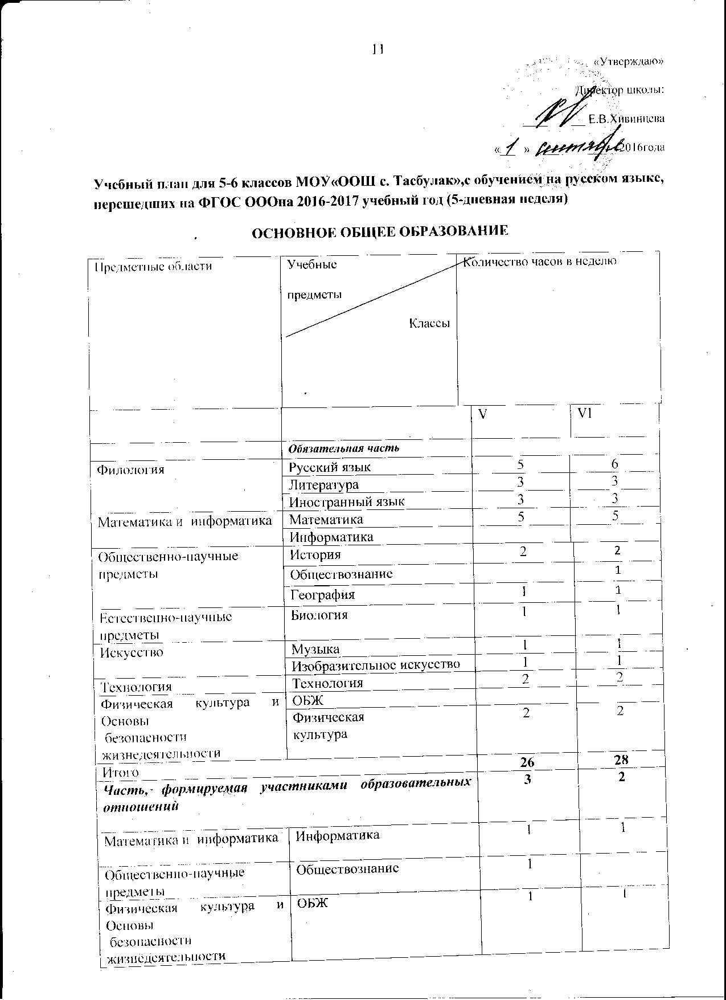 11
«Утверждаю»
Директор школы:
Е.В.Хивинцева
« 1 » сентября 2016года
Учебный план для 5-6 классов МОУ«ООШ с. Тасбулак»,с обучением на русском языке,
перешедших на ФГОС ОООна 2016-2017 учебный год (5-дневная неделя)
ОСНОВНОЕ ОБЩЕЕ ОБРАЗОВАНИЕ
Предметные области Учебные Количество часов в неделю
предметы
Классы
V VI
Обязательная часть
Филология Русский язык 5 6
Литература 3 3
Иностранный язык 3 3
Математика и информатика Математика 5 5
Информатика
Общественно-научные История 2 2
предметы Обществознание 1
География 1 1
Естественно-научные Биология 1 1
предметы
Искусство Музыка 1 1
Изобразительное искусство 1 1
Технология Технология 2 2
Физическая культура и ОБЖ
Основы Физическая 2 2
безопасности культура
жизнедеятельности
Итого 26 28
Часть, формируемая участниками образовательных 3 2
отношений
Математика и информатика Информатика 1 1
Общественно-научные Обществознание 1
предметы
Физическая культура и ОБЖ 1 1
Основы
безопасности
жизнедеятельности